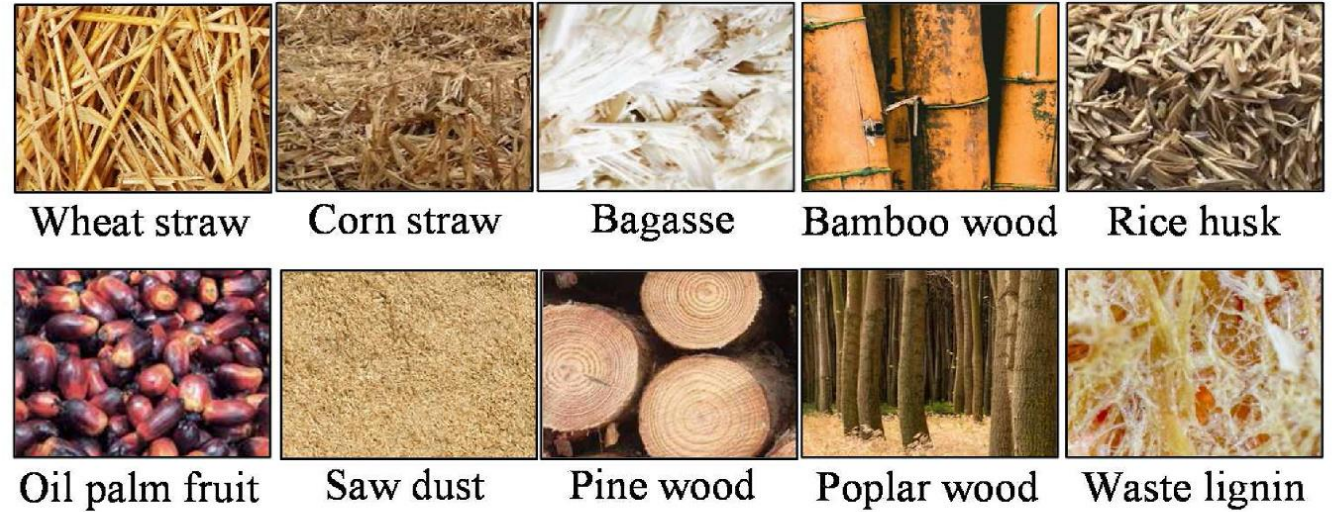 Wheat straw
Corn straw
Bagasse
Bamboo wood
Rice husk
Oil palm fruit
Saw dust
Pine wood
Poplar wood
Waste lignin